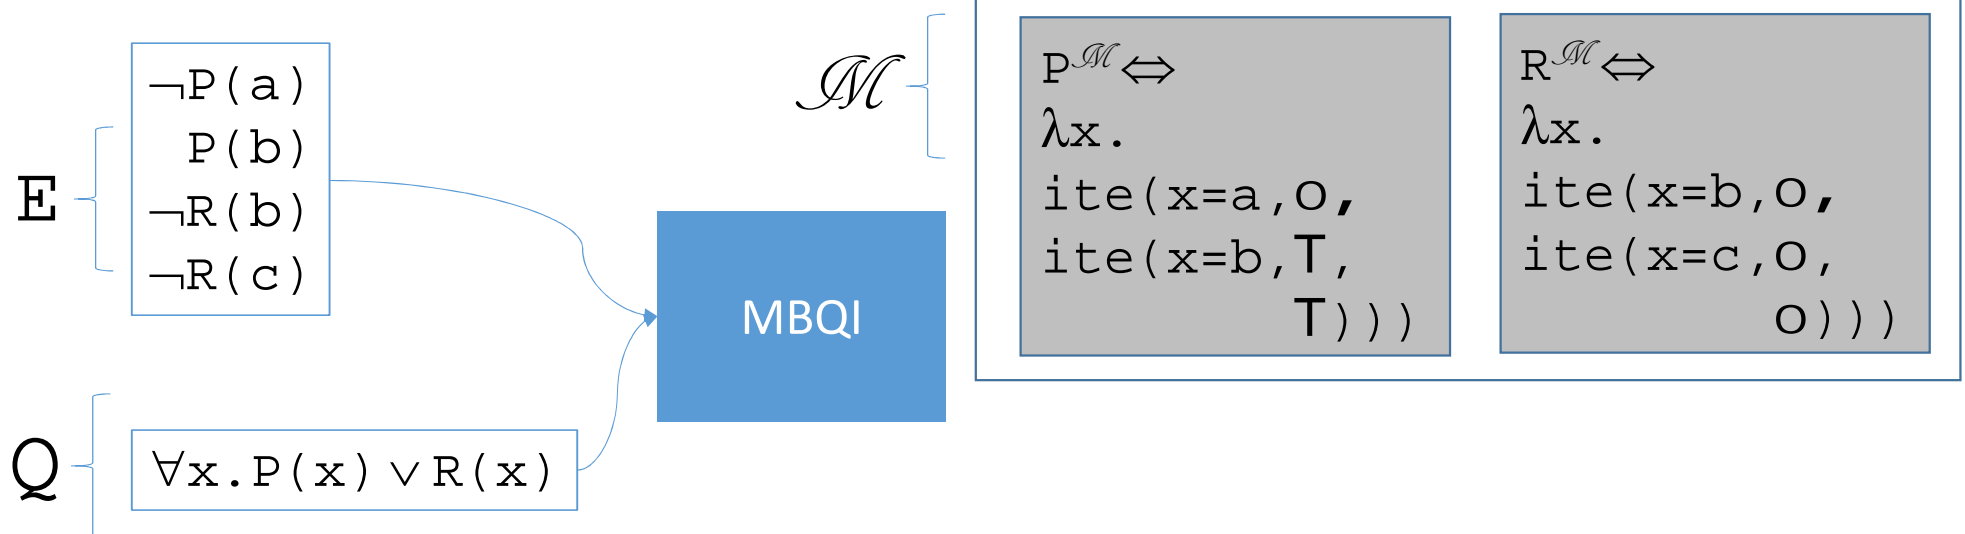 E
¬P(a)
P(b)
¬R(b)
¬R(c)
Q
∀x.P(x)∨R(x)
MBQI
ℳ
P^ℳ⇔
λx.
ite(x=a,o,
ite(x=b,T,
T)))
R^ℳ⇔
λx.
ite(x=b,o,
ite(x=c,o,
o)))